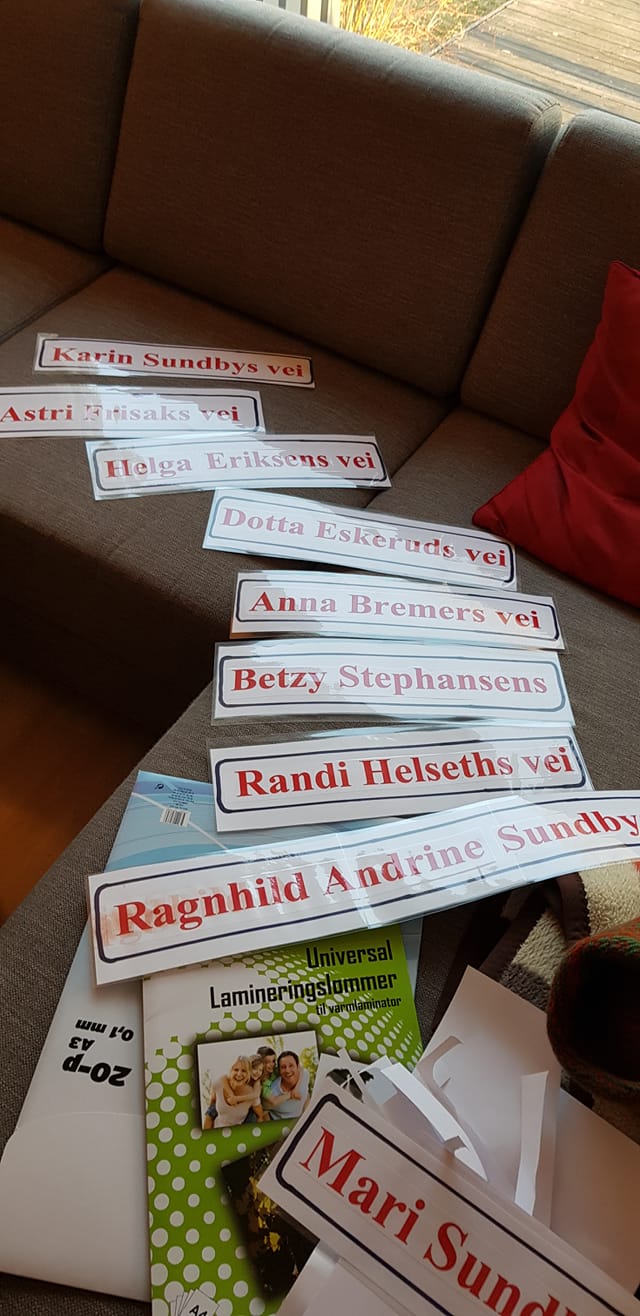 Karin Sundbys vei
Astri Frisaks vei
Helga Eriksens vei
Dotta Eskeruds vei
Anna Bremers vei
Betzy Stephansens
Randi Helseths vei
Ragnhild Andrine Sundby
Universal
Lamineringslommer
til varmlaminator
20-p
A3
0,1 mm
Mari Sund